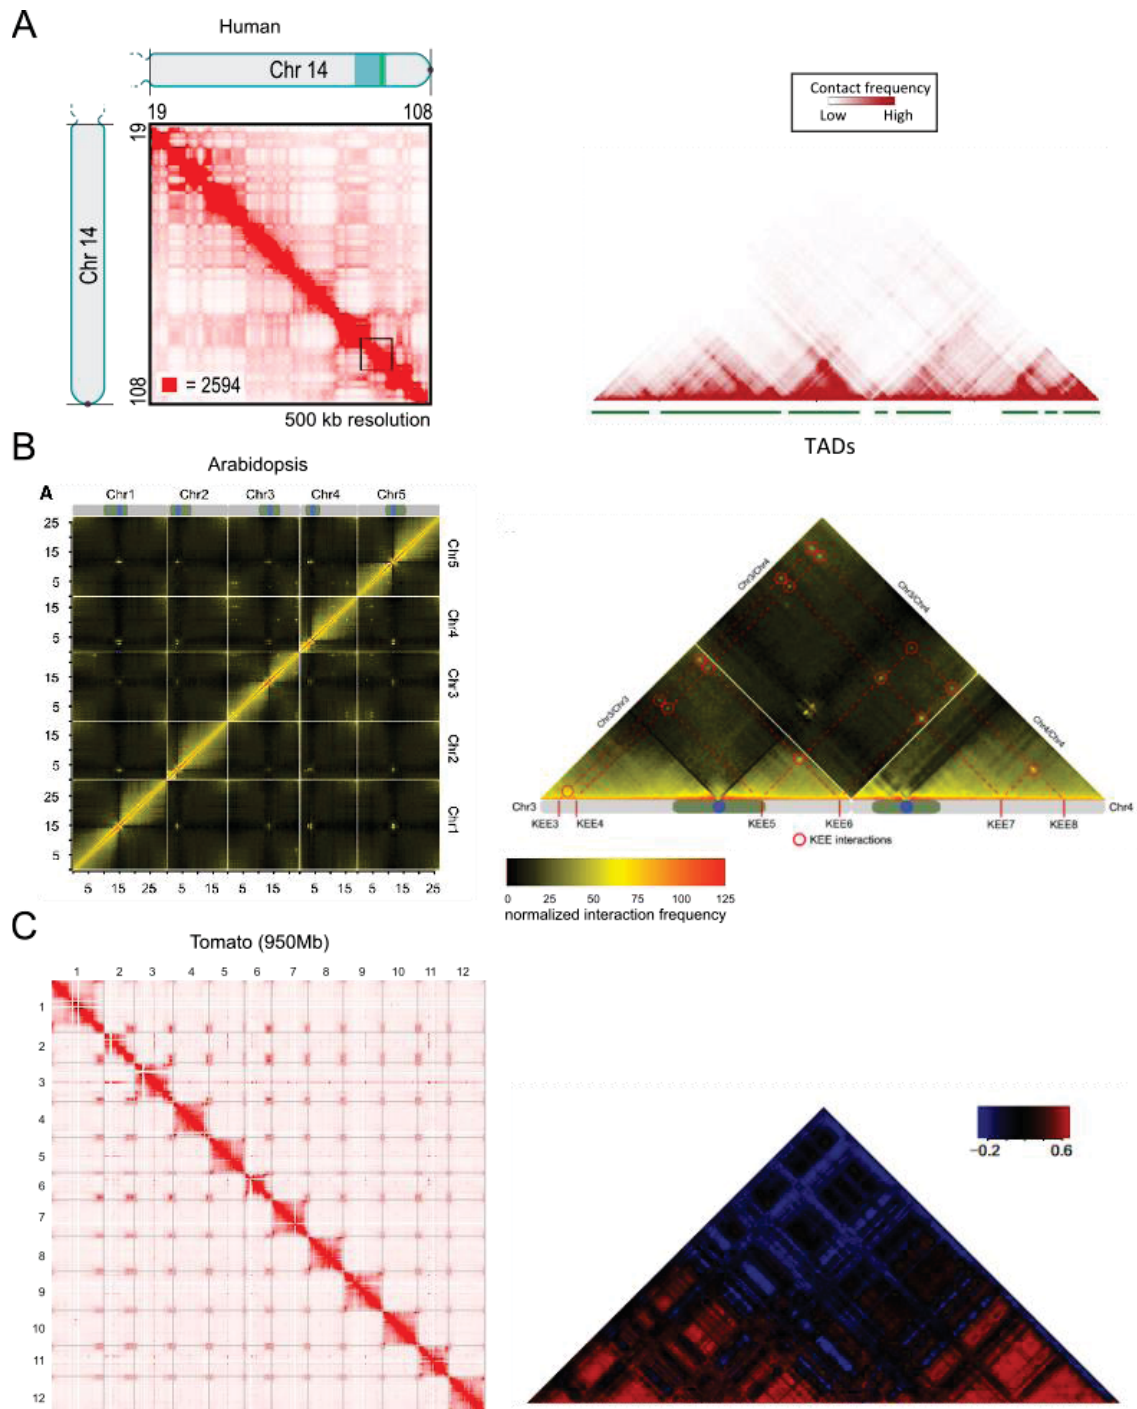 A
Human
Chr 14
19 108
Chr 14
19
108
= 2594
500 kb resolution
Contact frequency
Low High
TADs
B
Arabidopsis
A
Chr1 Chr2 Chr3 Chr4 Chr5
25
15
5
15
5
15
5
15
5
25
15
5
Chr5
Chr4
Chr3
Chr2
Chr1
5 15 25 5 15 5 15 5 15 5 15 25
Chr3/Chr4
Chr3/Chr4
Chr3/Chr3
Chr4/Chr4
Chr3 Chr4
KEE3 KEE4 KEE5 KEE6 KEE7 KEE8
KEE interactions
0 25 50 75 100 125
normalized interaction frequency
C
Tomato (950Mb)
1 2 3 4 5 6 7 8 9 10 11 12
1
2
3
4
5
6
7
8
9
10
11
12
−0.2 0.6